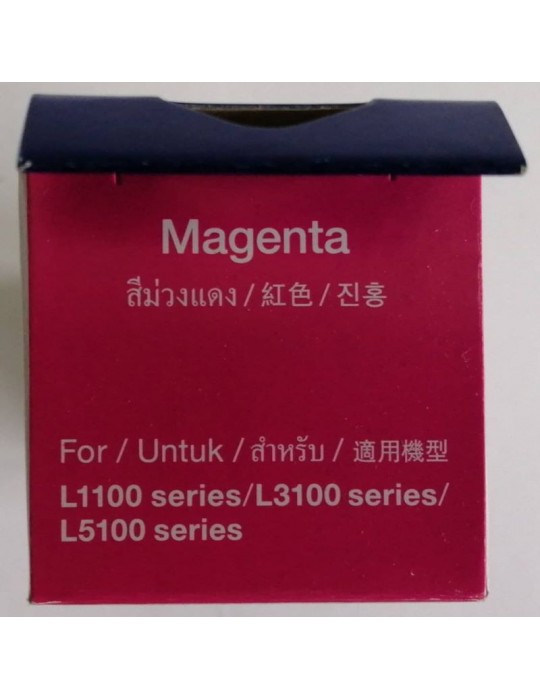 Magenta
สีม่วงแดง / 紅色 / 진홍
For / Untuk / สำหรับ / 適用機型
L1100 series/L3100 series/
L5100 series